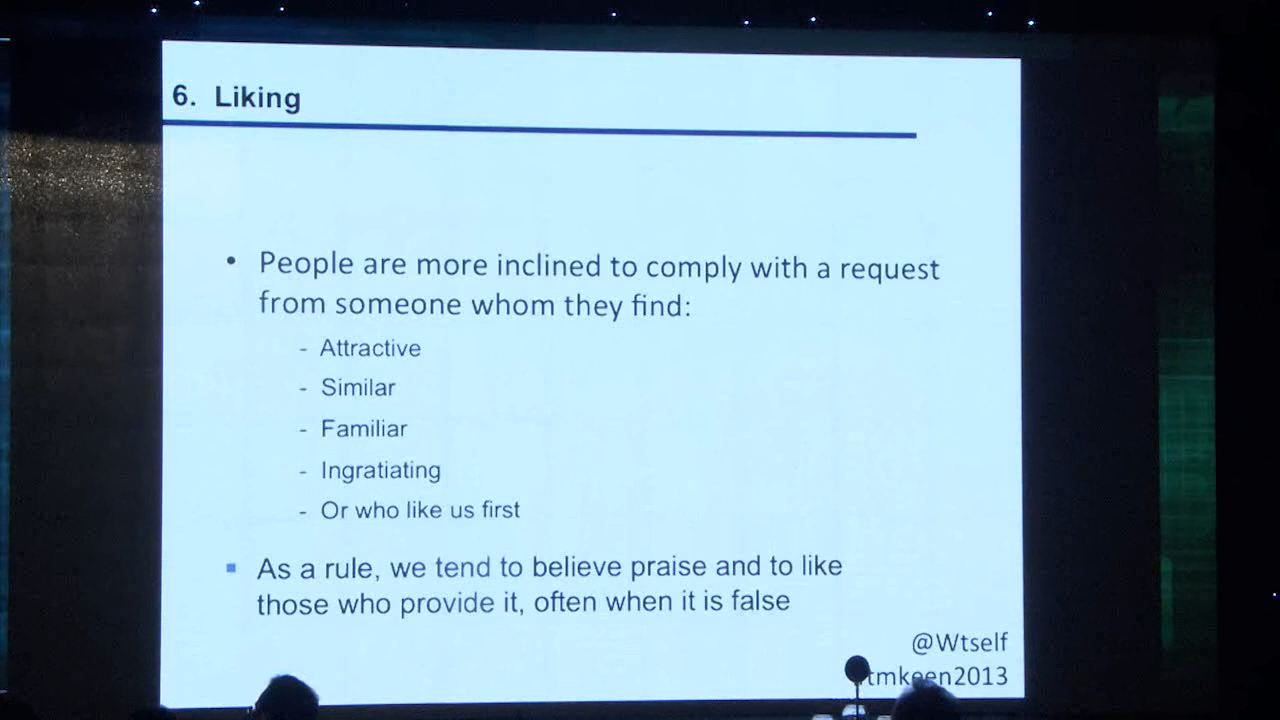 6. Liking
• People are more inclined to comply with a request
from someone whom they find:
- Attractive
- Similar
- Familiar
- Ingratiating
- Or who like us first
▪ As a rule, we tend to believe praise and to like
those who provide it, often when it is false
@Wtself
tmkeen2013